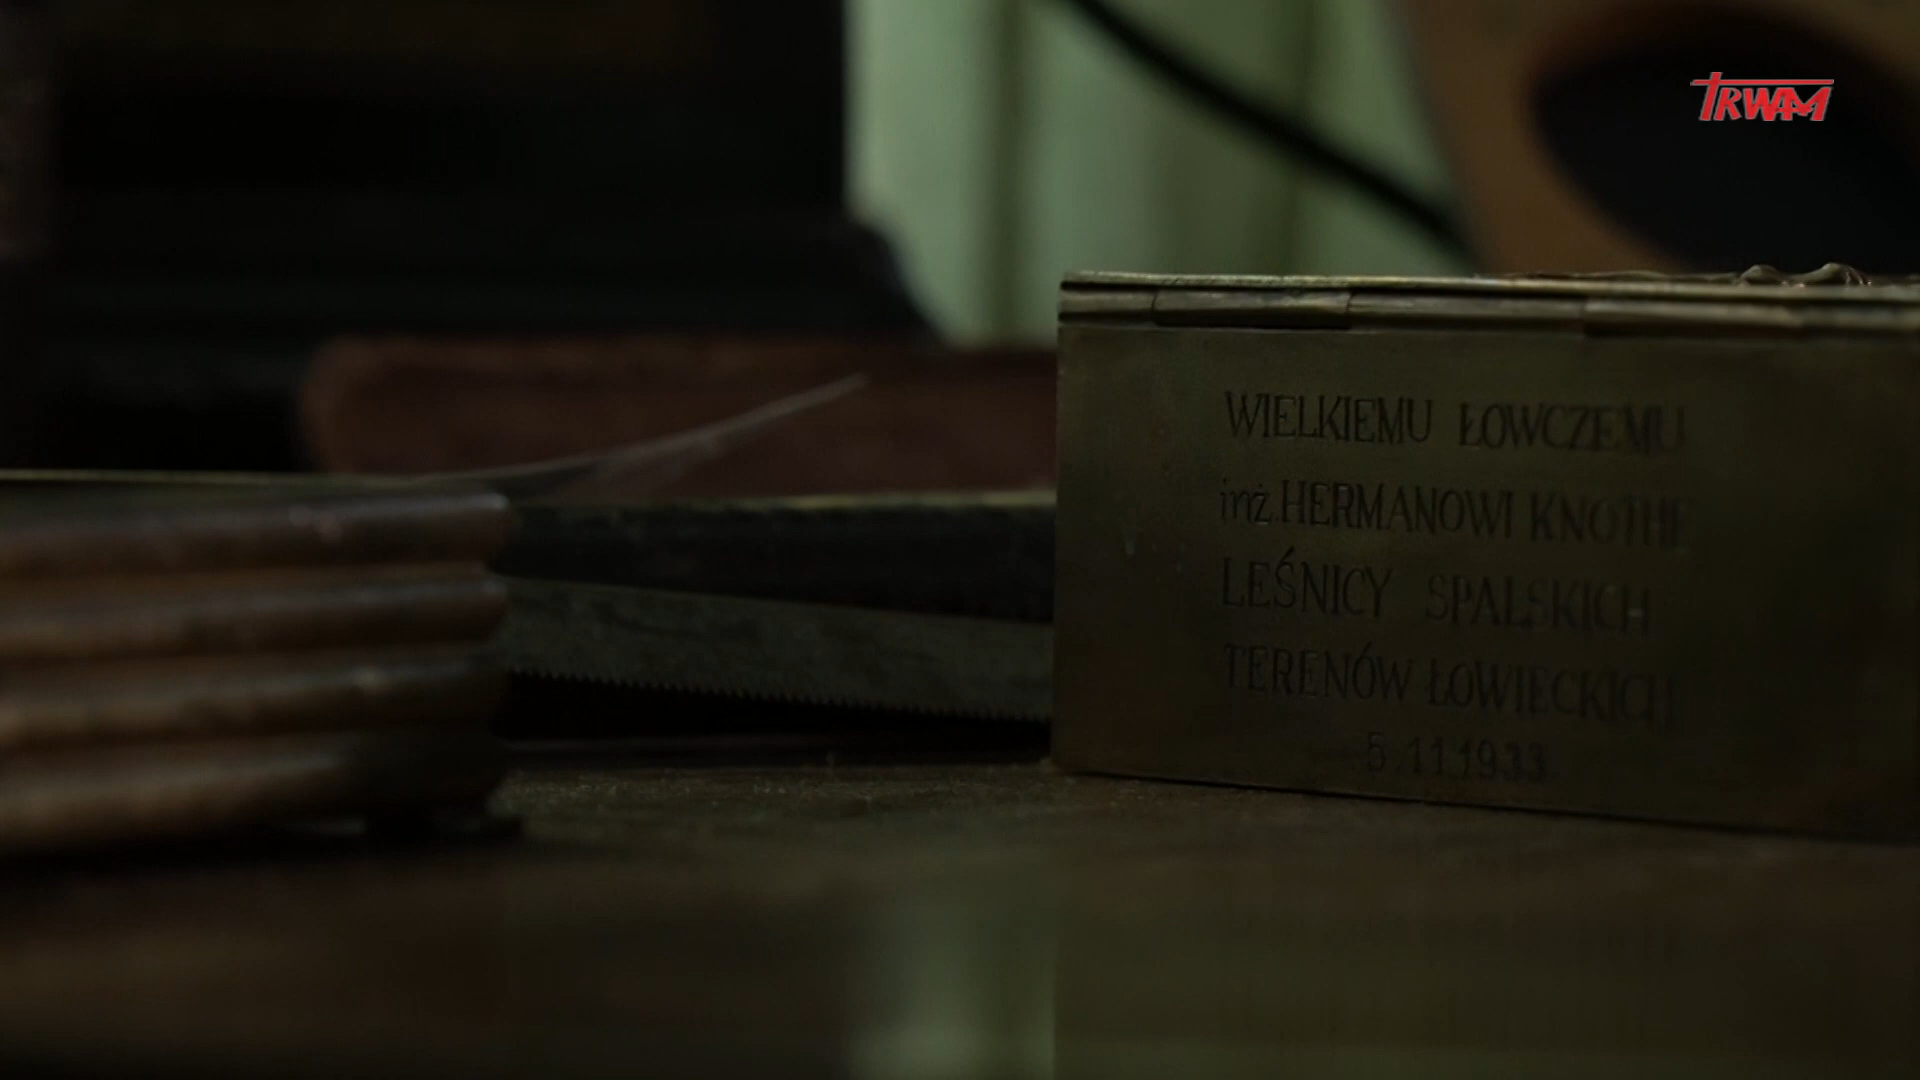 TRWAM
WIELKIEMU ŁOWCZEMU
inż. HERMANOWI KNOTHE
LEŚNICY SPALSKICH
TERENÓW ŁOWIECKICH
5.11.1933